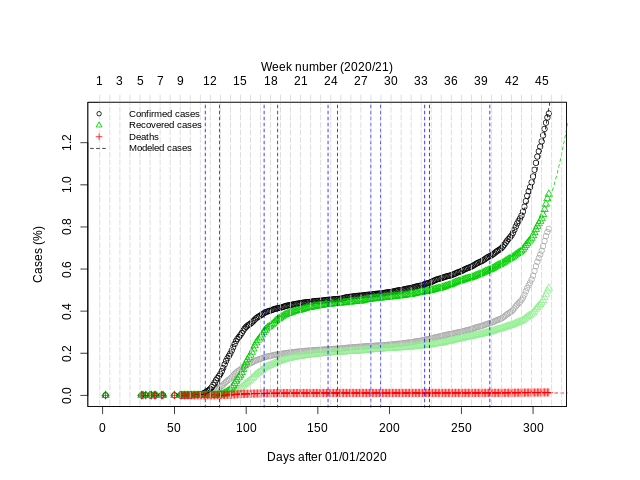 Week number (2020/21)
1 3 5 7 9 12 15 18 21 24 27 30 33 36 39 42 45
Confirmed cases
Recovered cases
Deaths
Modeled cases
Cases (%)
1.2
1.0
0.8
0.6
0.4
0.2
0.0
0 50 100 150 200 250 300
Days after 01/01/2020